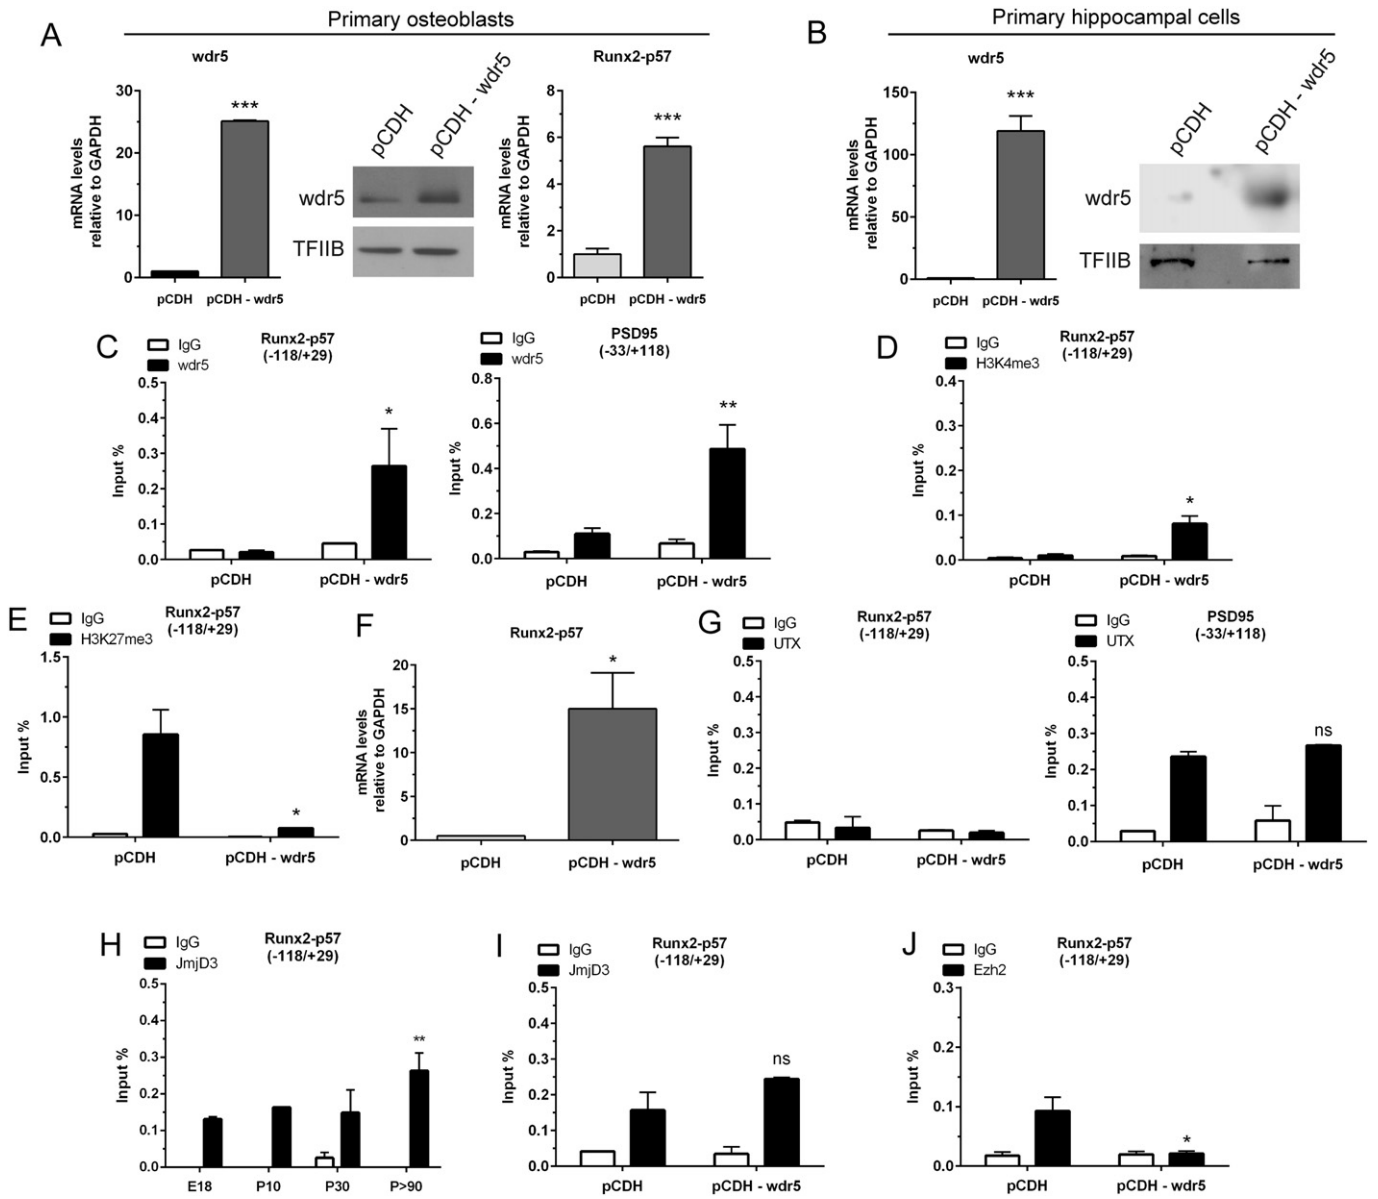 A
Primary osteoblasts
wdr5
mRNA levels
relative to GAPDH
30
20
10
0
***
pCDH
pCDH - wdr5
pCDH
pCDH - wdr5
wdr5
TFIIB
Runx2-p57
mRNA levels
relative to GAPDH
8
6
4
2
0
***
pCDH
pCDH - wdr5
B
Primary hippocampal cells
wdr5
mRNA levels
relative to GAPDH
150
100
50
0
***
pCDH
pCDH - wdr5
pCDH
pCDH - wdr5
wdr5
TFIIB
C
IgG
wdr5
Runx2-p57
(-118/+29)
Input %
0.5
0.4
0.3
0.2
0.1
0.0
*
pCDH
pCDH - wdr5
IgG
wdr5
PSD95
(-33/+118)
Input %
0.8
0.6
0.4
0.2
0.0
**
pCDH
pCDH - wdr5
D
IgG
H3K4me3
Runx2-p57
(-118/+29)
Input %
0.4
0.3
0.2
0.1
0.0
*
pCDH
pCDH - wdr5
E
IgG
H3K27me3
Runx2-p57
(-118/+29)
Input %
1.5
1.0
0.5
0.0
*
pCDH
pCDH - wdr5
F
Runx2-p57
mRNA levels
relative to GAPDH
20
15
10
5
0
*
pCDH
pCDH - wdr5
G
IgG
UTX
Runx2-p57
(-118/+29)
Input %
0.5
0.4
0.3
0.2
0.1
0.0
pCDH
pCDH - wdr5
IgG
UTX
PSD95
(-33/+118)
Input %
0.5
0.4
0.3
0.2
0.1
0.0
ns
pCDH
pCDH - wdr5
H
IgG
JmjD3
Runx2-p57
(-118/+29)
Input %
0.5
0.4
0.3
0.2
0.1
0.0
**
E18
P10
P30
P>90
I
IgG
JmjD3
Runx2-p57
(-118/+29)
Input %
0.5
0.4
0.3
0.2
0.1
0.0
ns
pCDH
pCDH - wdr5
J
IgG
Ezh2
Runx2-p57
(-118/+29)
Input %
0.3
0.2
0.1
0.0
*
pCDH
pCDH - wdr5